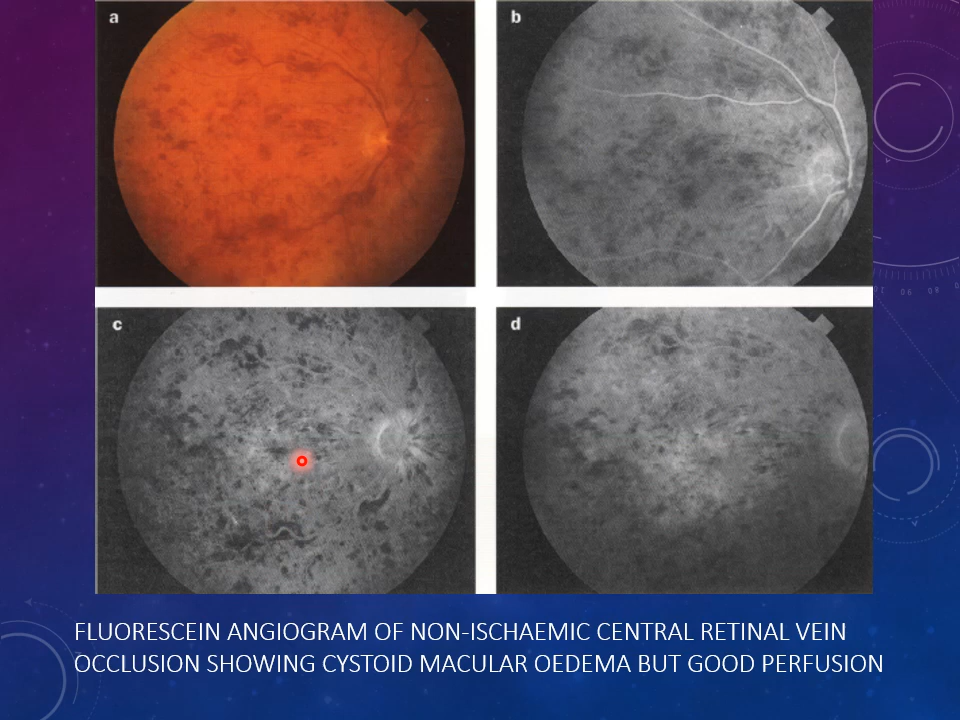 a
b
c
d
FLUORESCEIN ANGIOGRAM OF NON-ISCHAEMIC CENTRAL RETINAL VEIN
OCCLUSION SHOWING CYSTOID MACULAR OEDEMA BUT GOOD PERFUSION